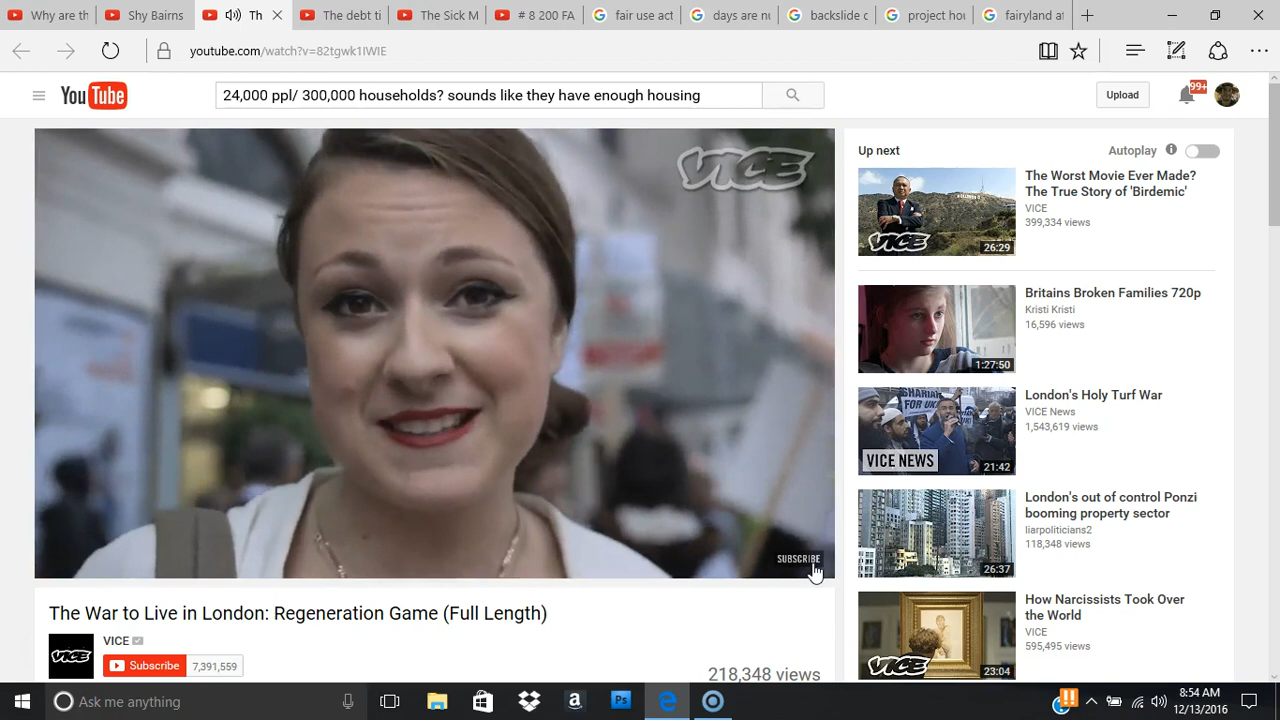 Why are th
Shy Bairns
Th
The debt ti
The Sick M
# 8 200 FA
fair use act
days are nu
backslide c
project hou
fairyland at
youtube.com/watch?v=82tgwk1IWIE
YouTube
24,000 ppl/ 300,000 households? sounds like they have enough housing
Upload
99+
VICE
SUBSCRIBE
The War to Live in London: Regeneration Game (Full Length)
VICE
VICE
Subscribe 7,391,559
218,348 views
Up next
Autoplay
The Worst Movie Ever Made?
The True Story of 'Birdemic'
VICE
399,334 views
VICE
26:29
Britains Broken Families 720p
Kristi Kristi
16,596 views
1:27:50
London's Holy Turf War
VICE News
1,543,619 views
SHARIAH
FOR UK
VICE NEWS
21:42
London's out of control Ponzi
booming property sector
liarpoliticians2
118,348 views
26:37
How Narcissists Took Over
the World
VICE
595,495 views
VICE
23:04
Ask me anything
8:54 AM
12/13/2016